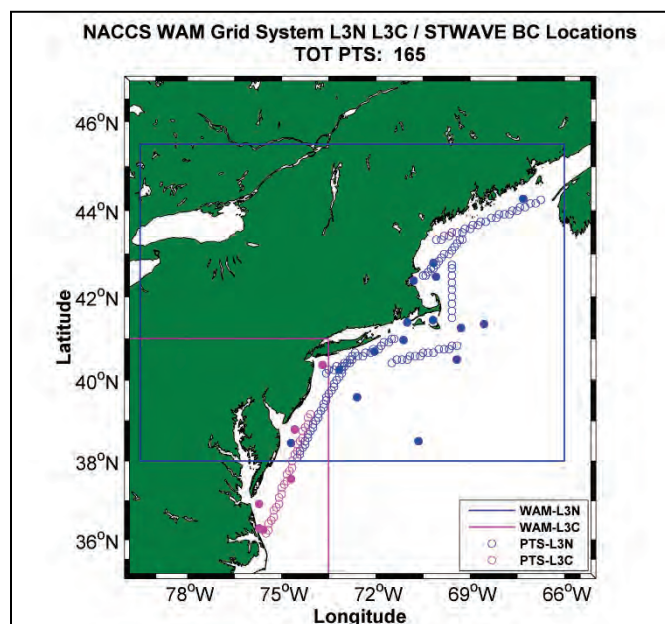 NACCS WAM Grid System L3N L3C / STWAVE BC Locations
TOT PTS: 165
46°N
44°N
42°N
40°N
38°N
36°N
Latitude
78°W
75°W
72°W
69°W
66°W
Longitude
WAM-L3N
WAM-L3C
PTS-L3N
PTS-L3C